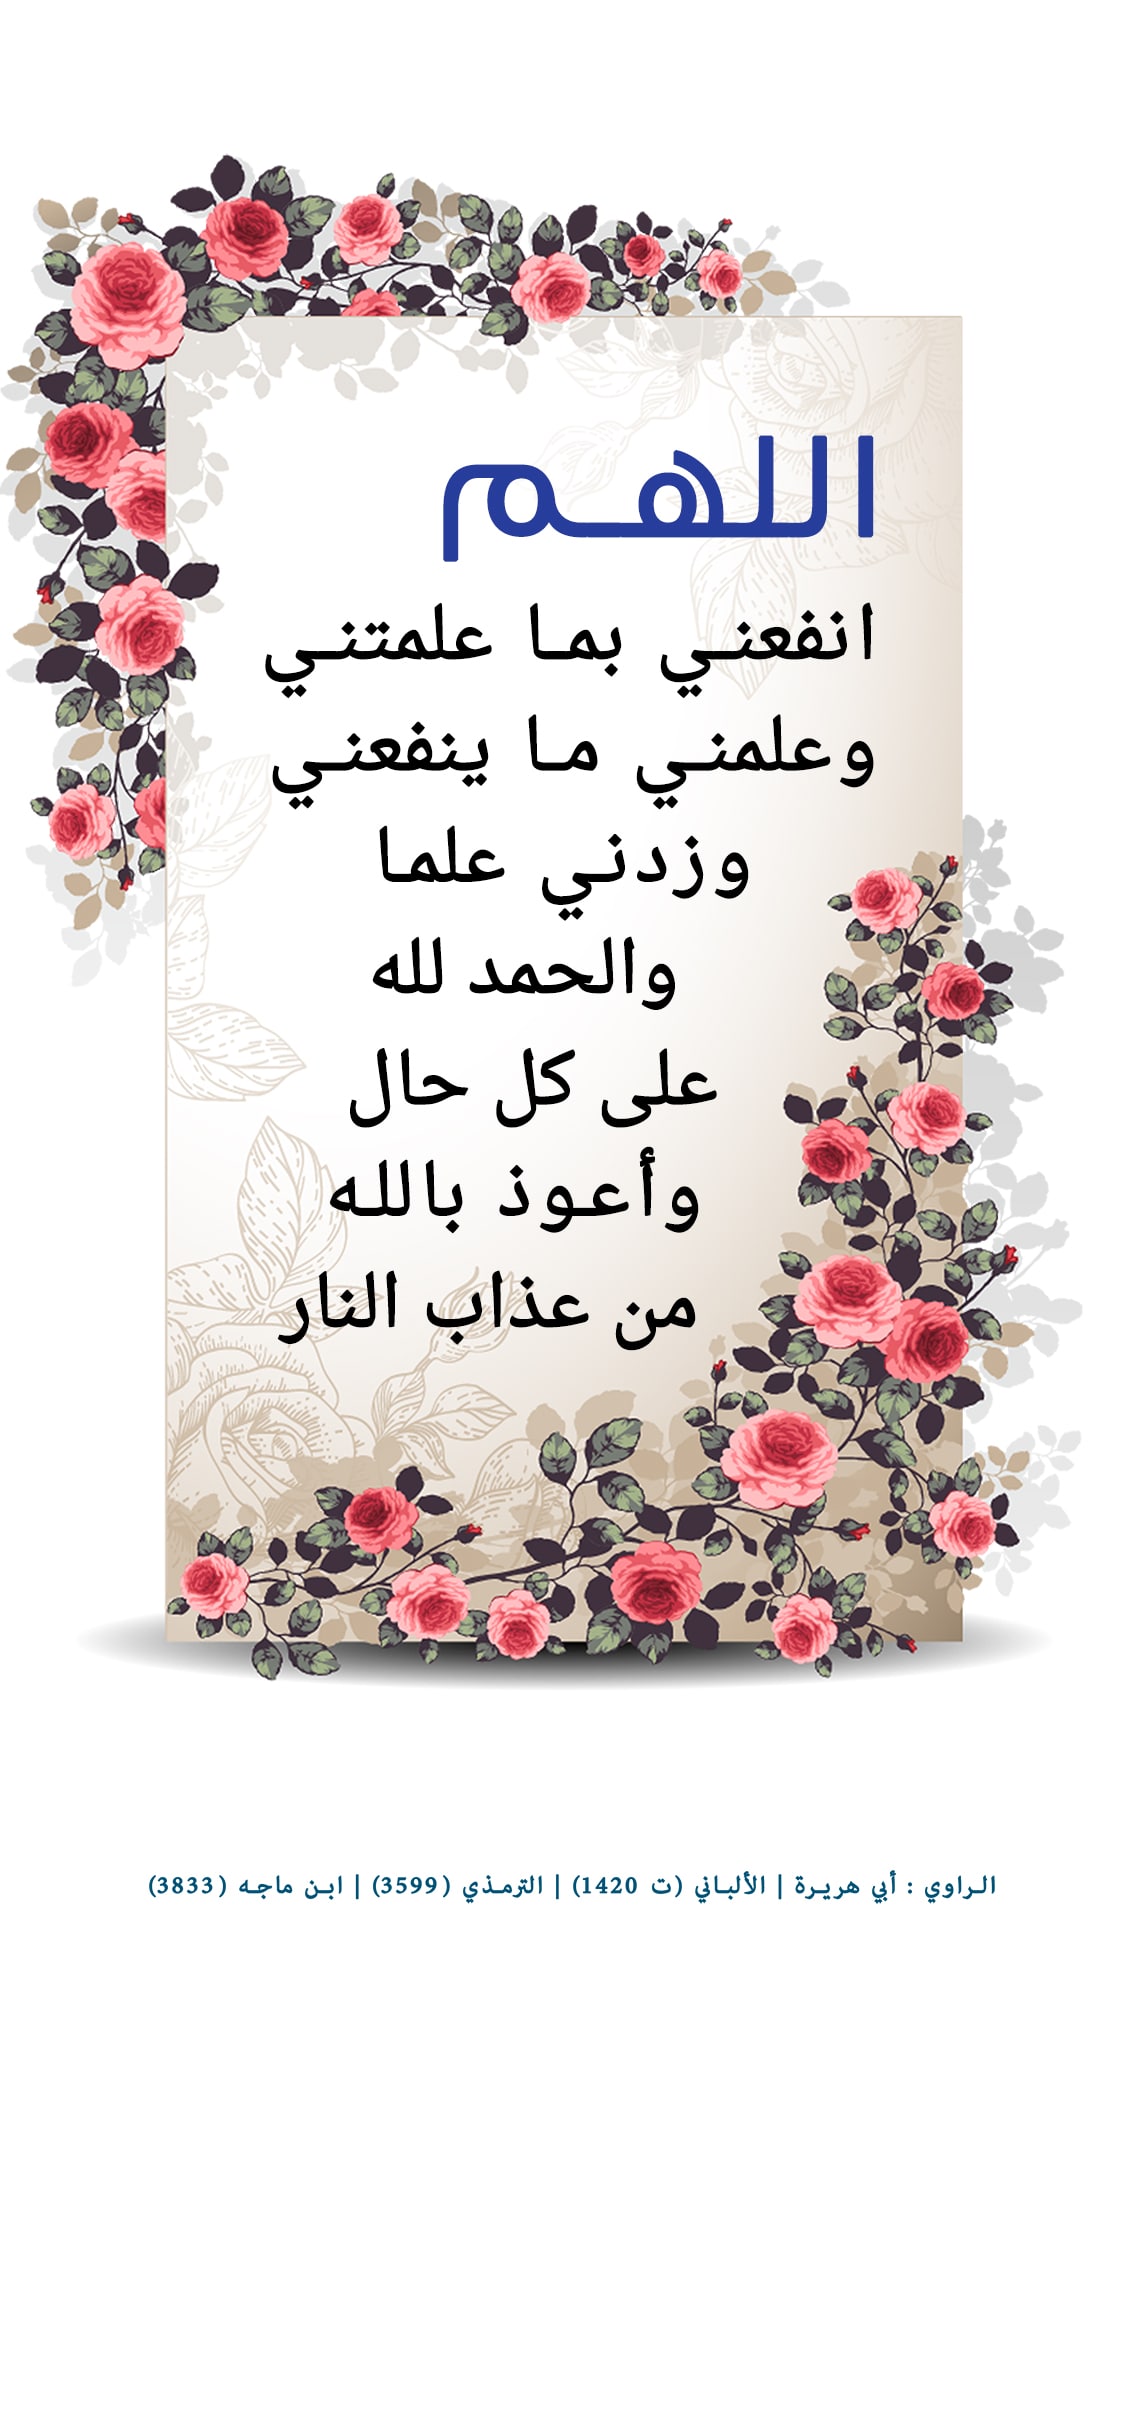 اللهم
انفعني بما علمتني
وعلمني ما ينفعني
وزدني علما
والحمد لله
على كل حال
وأعوذ بالله
من عذاب النار
الراوي : أبي هريرة | الألباني (ت 1420) | الترمذي (3599) | ابن ماجه (3833)